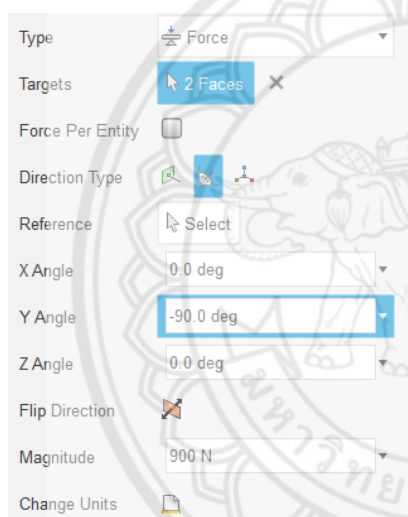 Type Force
Targets 2 Faces
Force Per Entity
Direction Type
Reference Select
X Angle 0.0 deg
Y Angle -90.0 deg
Z Angle 0.0 deg
Flip Direction
Magnitude 900 N
Change Units